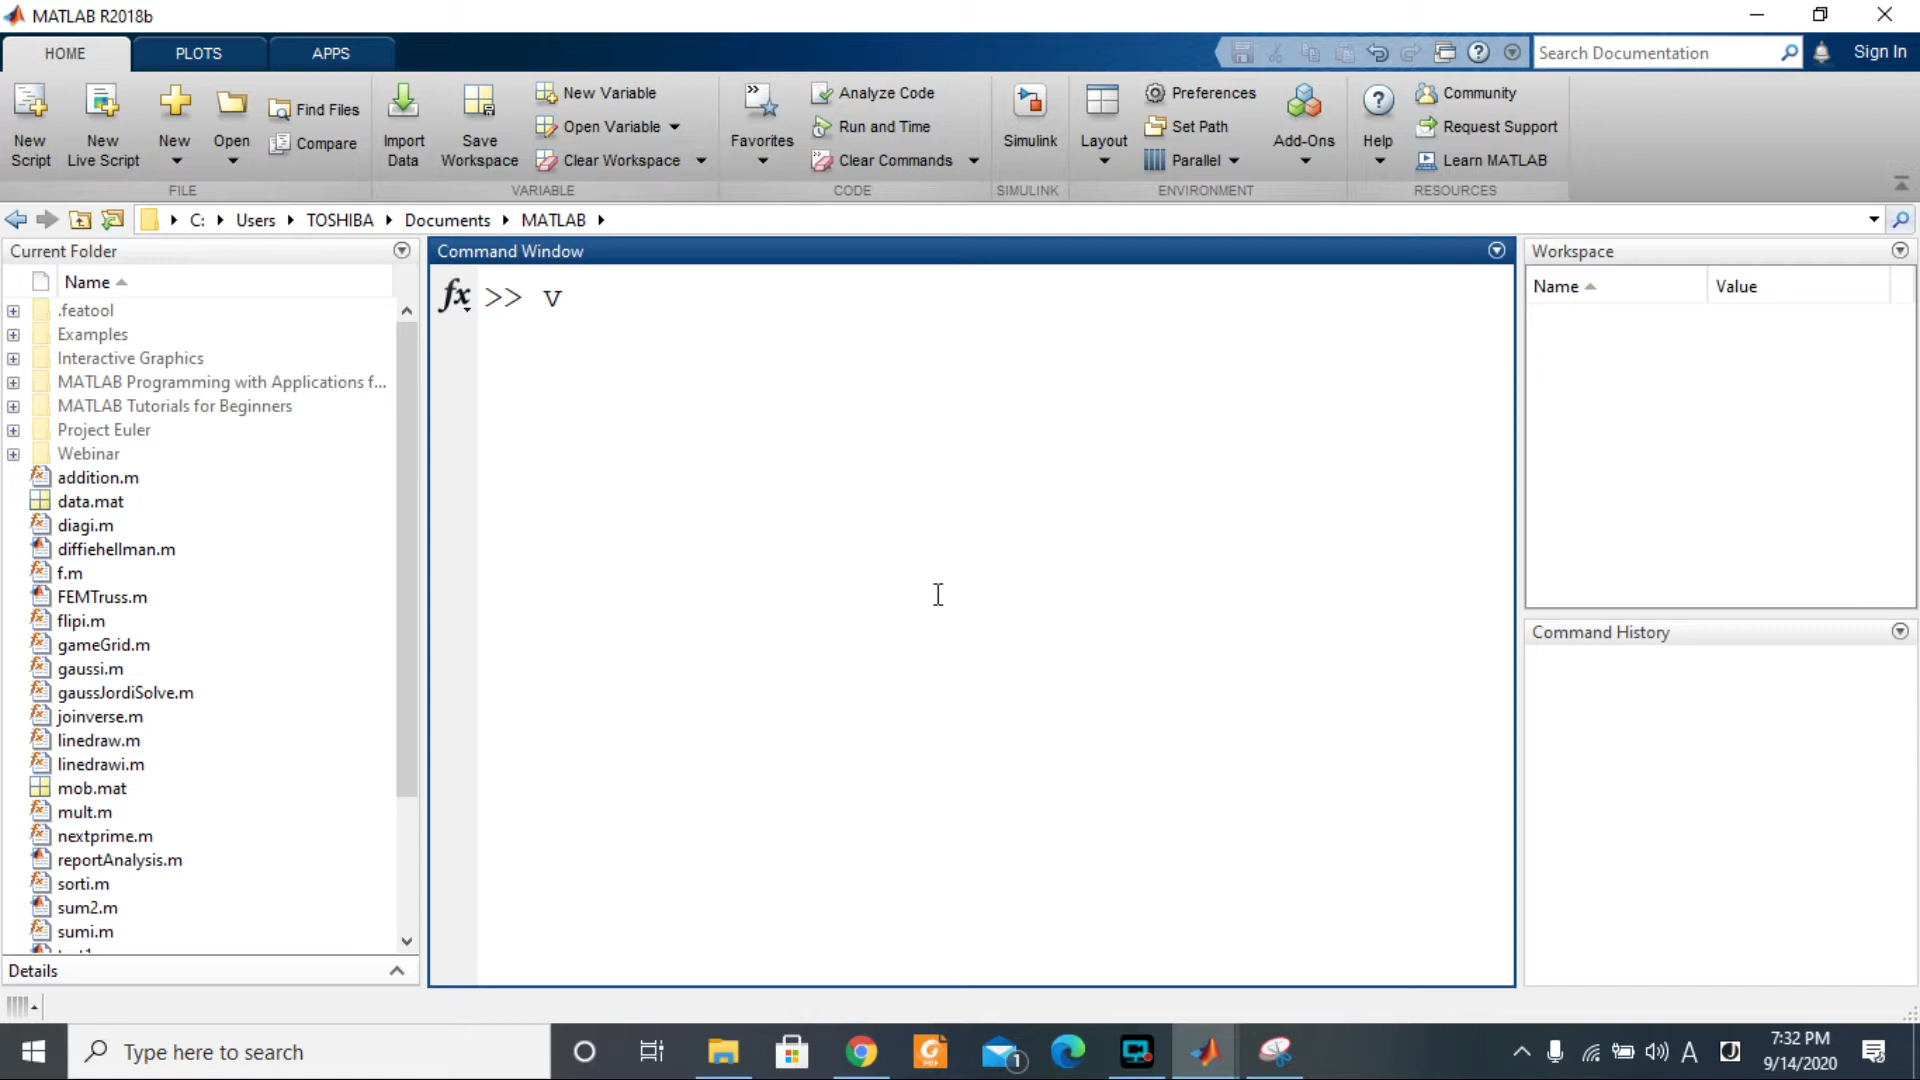 MATLAB R2018b
HOME PLOTS APPS
Search Documentation Sign In
New Script
New Live Script
New
Open
Find Files
Compare
Import Data
Save Workspace
New Variable
Open Variable
Clear Workspace
Favorites
Analyze Code
Run and Time
Clear Commands
Simulink
Layout
Preferences
Set Path
Parallel
Add-Ons
Help
Community
Request Support
Learn MATLAB
FILE VARIABLE CODE SIMULINK ENVIRONMENT RESOURCES
C: Users TOSHIBA Documents MATLAB
Current Folder
Name
.featool
Examples
Interactive Graphics
MATLAB Programming with Applications f...
MATLAB Tutorials for Beginners
Project Euler
Webinar
addition.m
data.mat
diagi.m
diffiehellman.m
f.m
FEMTruss.m
flipi.m
gameGrid.m
gaussi.m
gaussJordiSolve.m
joinverse.m
linedraw.m
linedrawi.m
mob.mat
mult.m
nextprime.m
reportAnalysis.m
sorti.m
sum2.m
sumi.m
Details
Command Window
fx >> v
Workspace
Name Value
Command History
Type here to search
1
A
7:32 PM
9/14/2020